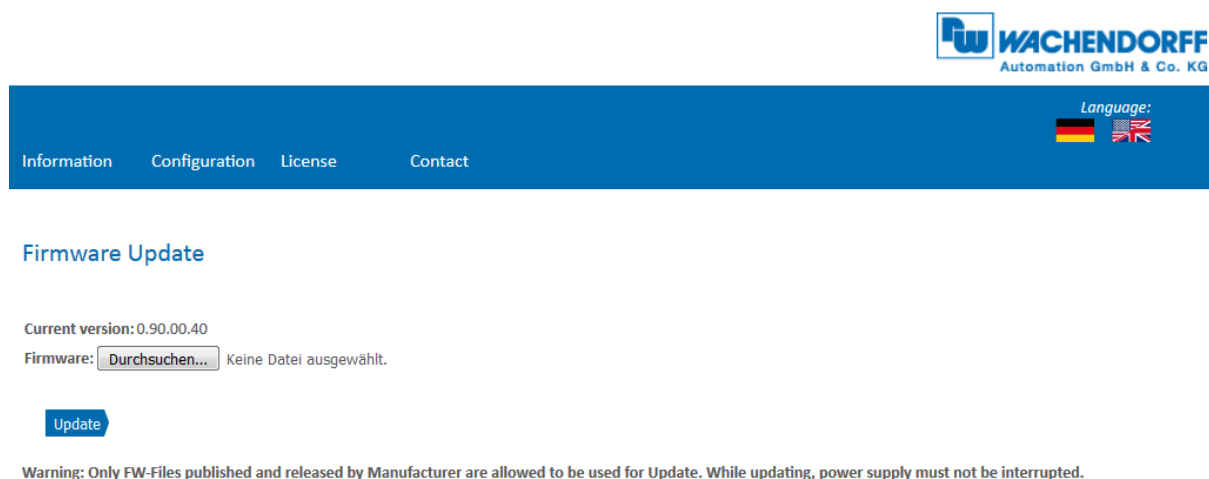 WACHENDORFF
Automation GmbH & Co. KG
Language:
Information Configuration License Contact
Firmware Update
Current version: 0.90.00.40
Firmware: Durchsuchen... Keine Datei ausgewählt.
Update
Warning: Only FW-Files published and released by Manufacturer are allowed to be used for Update. While updating, power supply must not be interrupted.